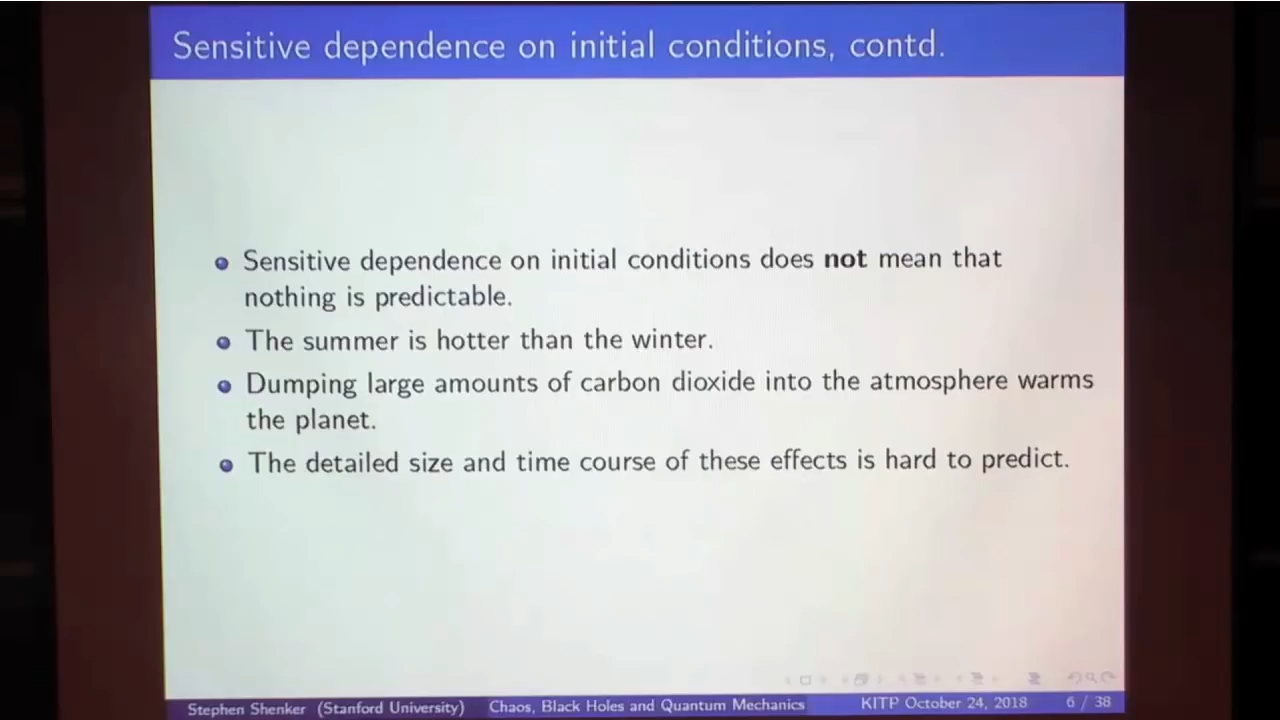 Sensitive dependence on initial conditions, contd.
Sensitive dependence on initial conditions does not mean that
nothing is predictable.
The summer is hotter than the winter.
Dumping large amounts of carbon dioxide into the atmosphere warms
the planet.
The detailed size and time course of these effects is hard to predict.
Stephen Shenker (Stanford University) Chaos, Black Holes and Quantum Mechanics KITP October 24, 2018 6 / 38